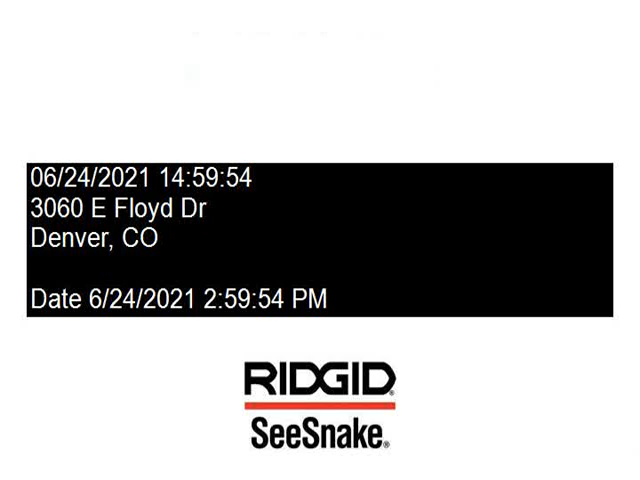 06/24/2021 14:59:54
3060 E Floyd Dr
Denver, CO
Date 6/24/2021 2:59:54 PM
RIDGID®
SeeSnake®